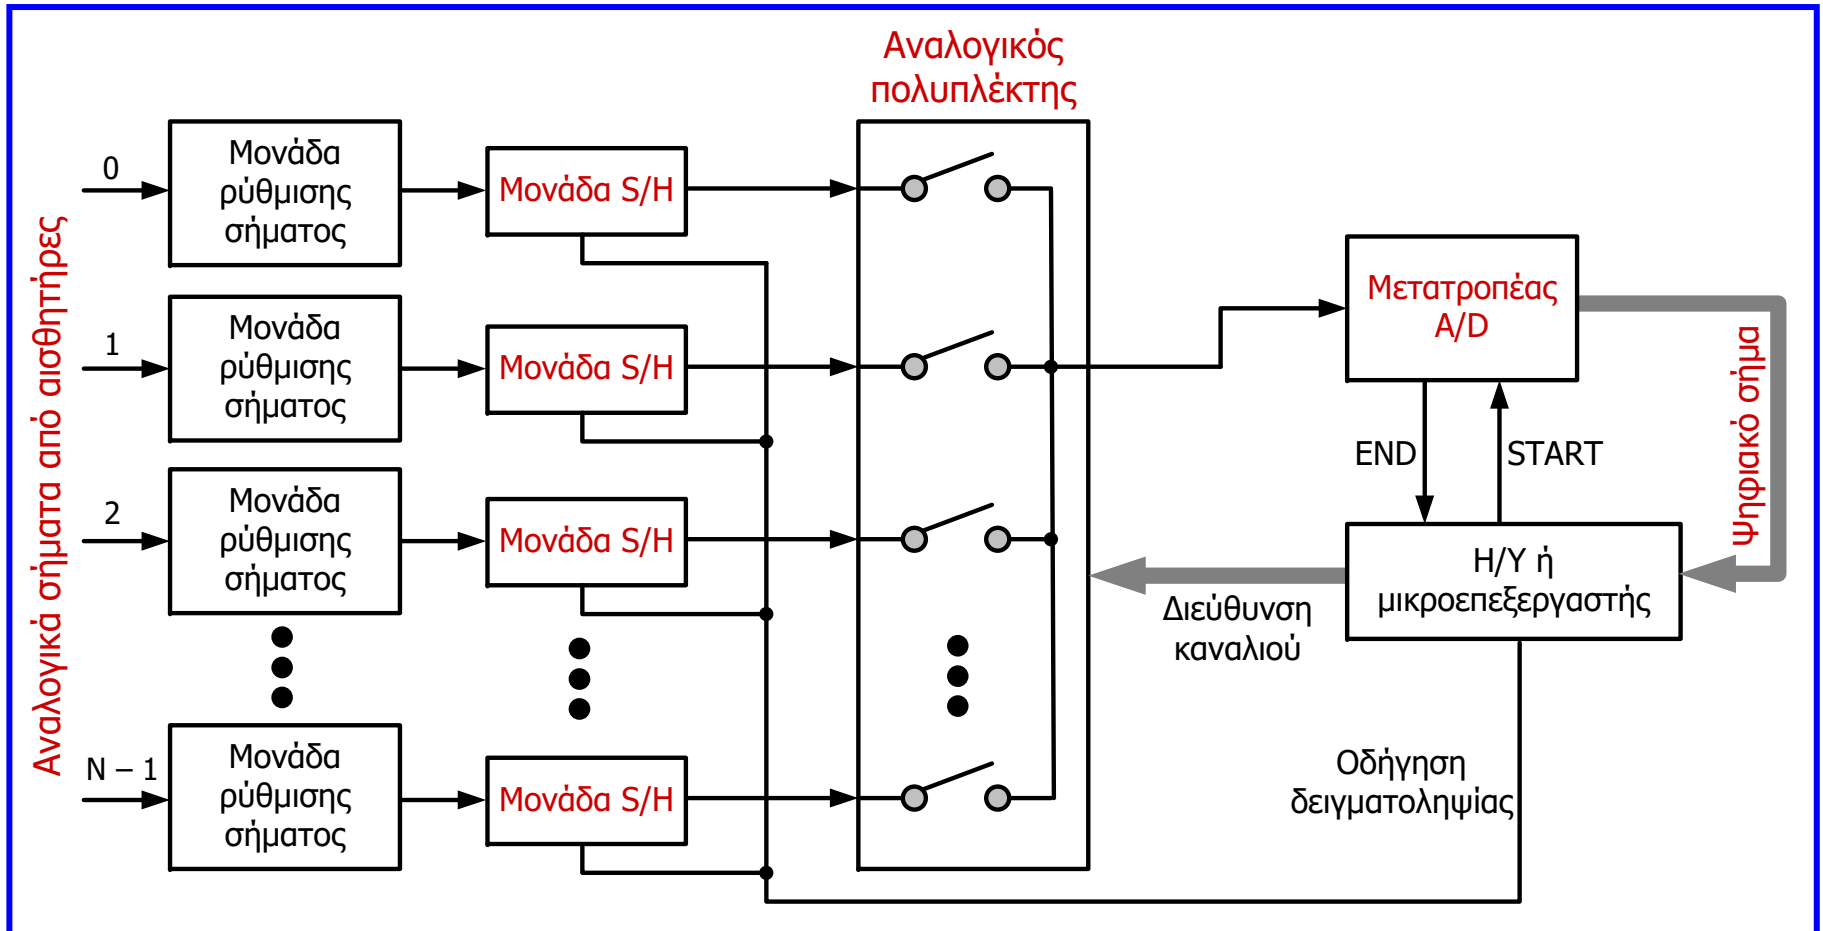 Αναλογικός
πολυπλέκτης
Αναλογικά σήματα από αισθητήρες
0
Μονάδα
ρύθμισης
σήματος
Μονάδα S/H
1
Μονάδα
ρύθμισης
σήματος
Μονάδα S/H
2
Μονάδα
ρύθμισης
σήματος
Μονάδα S/H
N – 1
Μονάδα
ρύθμισης
σήματος
Μονάδα S/H
Μετατροπέας
A/D
Ψηφιακό σήμα
END
START
Η/Υ ή
μικροεπεξεργαστής
Διεύθυνση
καναλιού
Οδήγηση
δειγματοληψίας